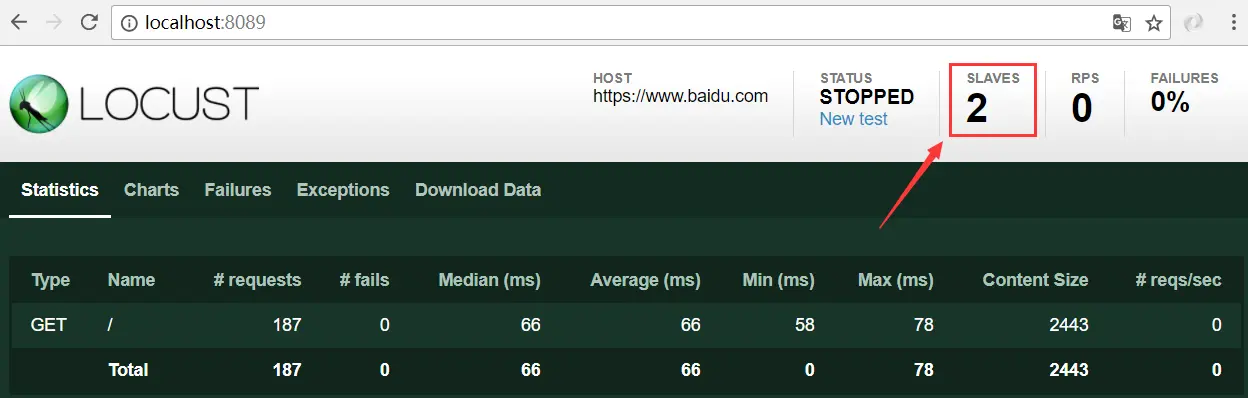 localhost:8089
LOCUST
HOST
https://www.baidu.com
STATUS
STOPPED
New test
SLAVES
2
RPS
0
FAILURES
0%
Statistics Charts Failures Exceptions Download Data
Type Name # requests # fails Median (ms) Average (ms) Min (ms) Max (ms) Content Size # reqs/sec
GET / 187 0 66 66 58 78 2443 0
Total 187 0 66 66 0 78 2443 0